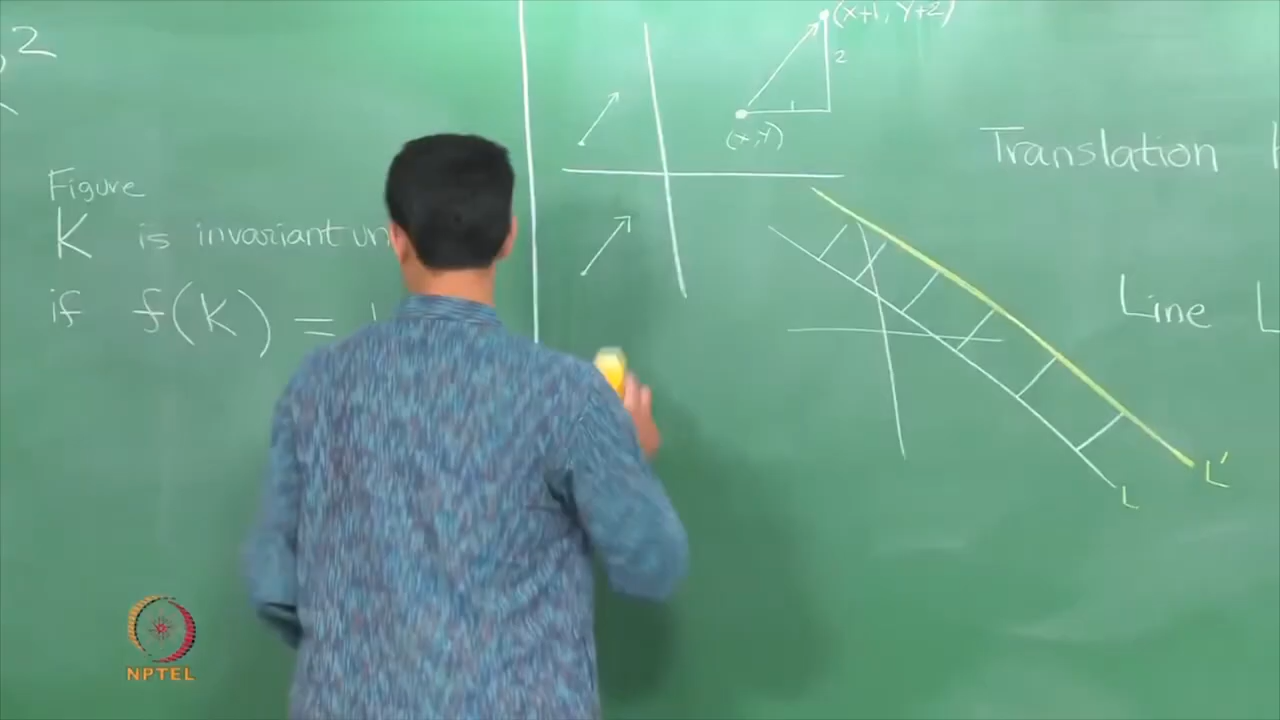 2
Figure
K is invariant un
if f(K) =
(x+1, y+2)
2
1
(x, y)
Translation
Line L
L'
L
NPTEL